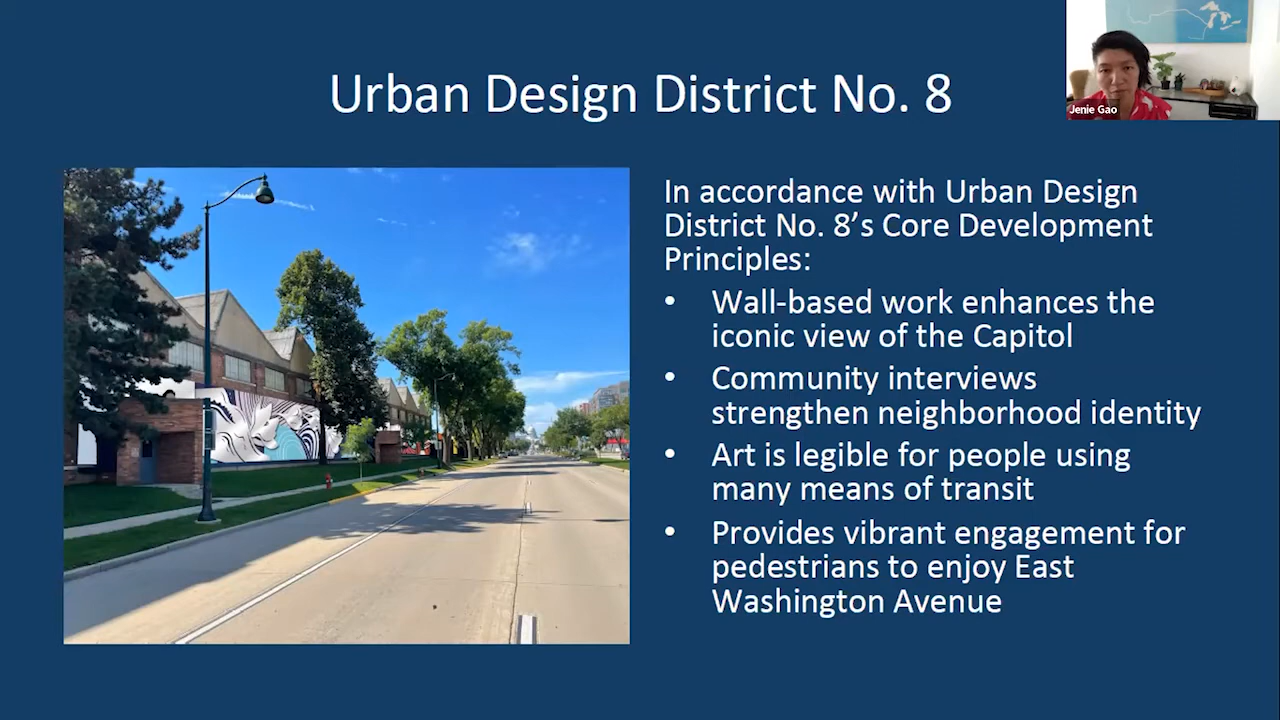 Urban Design District No. 8
Jenie Gao
In accordance with Urban Design
District No. 8’s Core Development
Principles:
• Wall-based work enhances the
iconic view of the Capitol
• Community interviews
strengthen neighborhood identity
• Art is legible for people using
many means of transit
• Provides vibrant engagement for
pedestrians to enjoy East
Washington Avenue